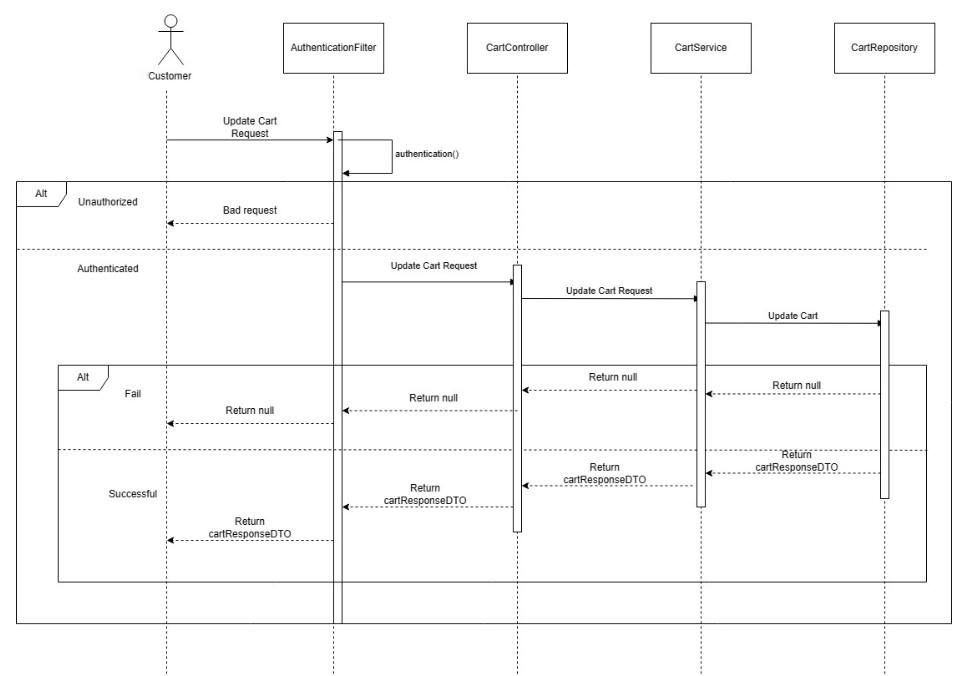 Customer
AuthenticationFilter
CartController
CartService
CartRepository
Update Cart
Request
authentication()
Alt
Unauthorized
Bad request
Authenticated
Update Cart Request
Update Cart Request
Update Cart
Alt
Fail
Return null
Return null
Return null
Return null
Return
cartResponseDTO
Return
cartResponseDTO
Return
cartResponseDTO
Successful
Return
cartResponseDTO